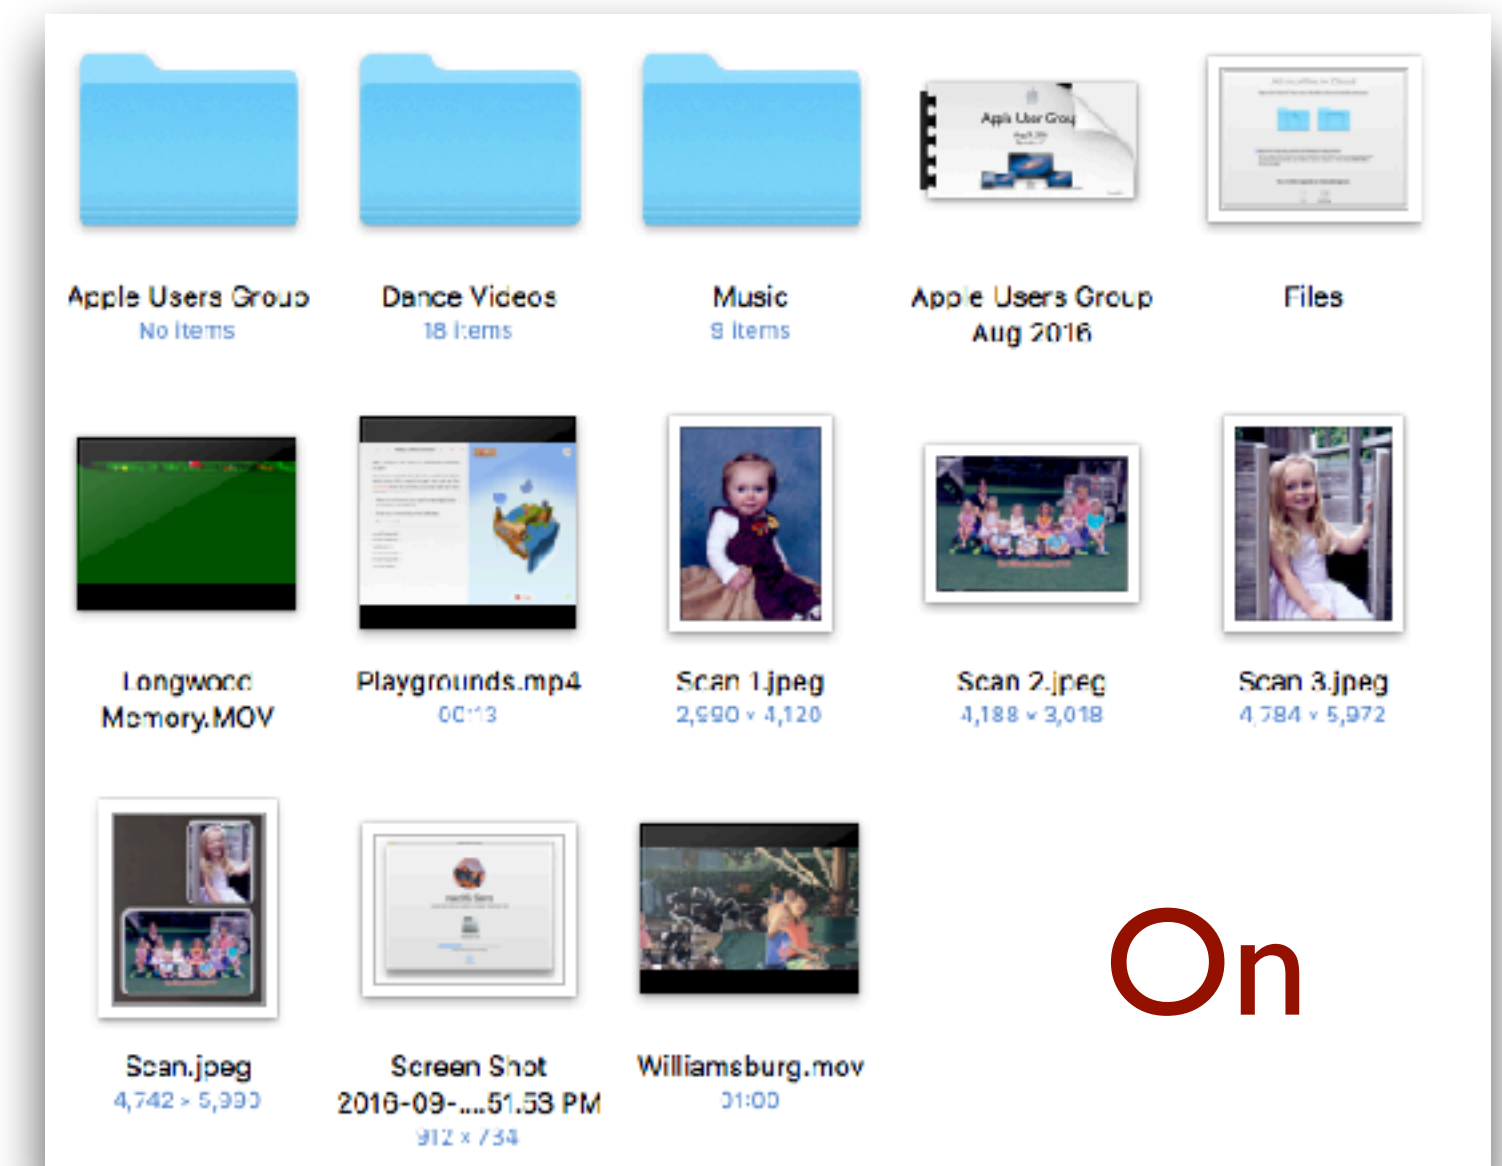 Apple User Group
Apple Users Group
No items
Dance Videos
18 items
Music
9 items
Apple Users Group
Aug 2016
Files
Longwood
Memory.MOV
Playgrounds.mp4
00:13
Scan 1.jpeg
2,990 × 4,120
Scan 2.jpeg
4,188 × 3,018
Scan 3.jpeg
4,784 × 5,972
Scan.jpeg
4,742 × 5,990
Screen Shot
2016-09-....51.53 PM
912 × 734
Williamsburg.mov
01:00
On